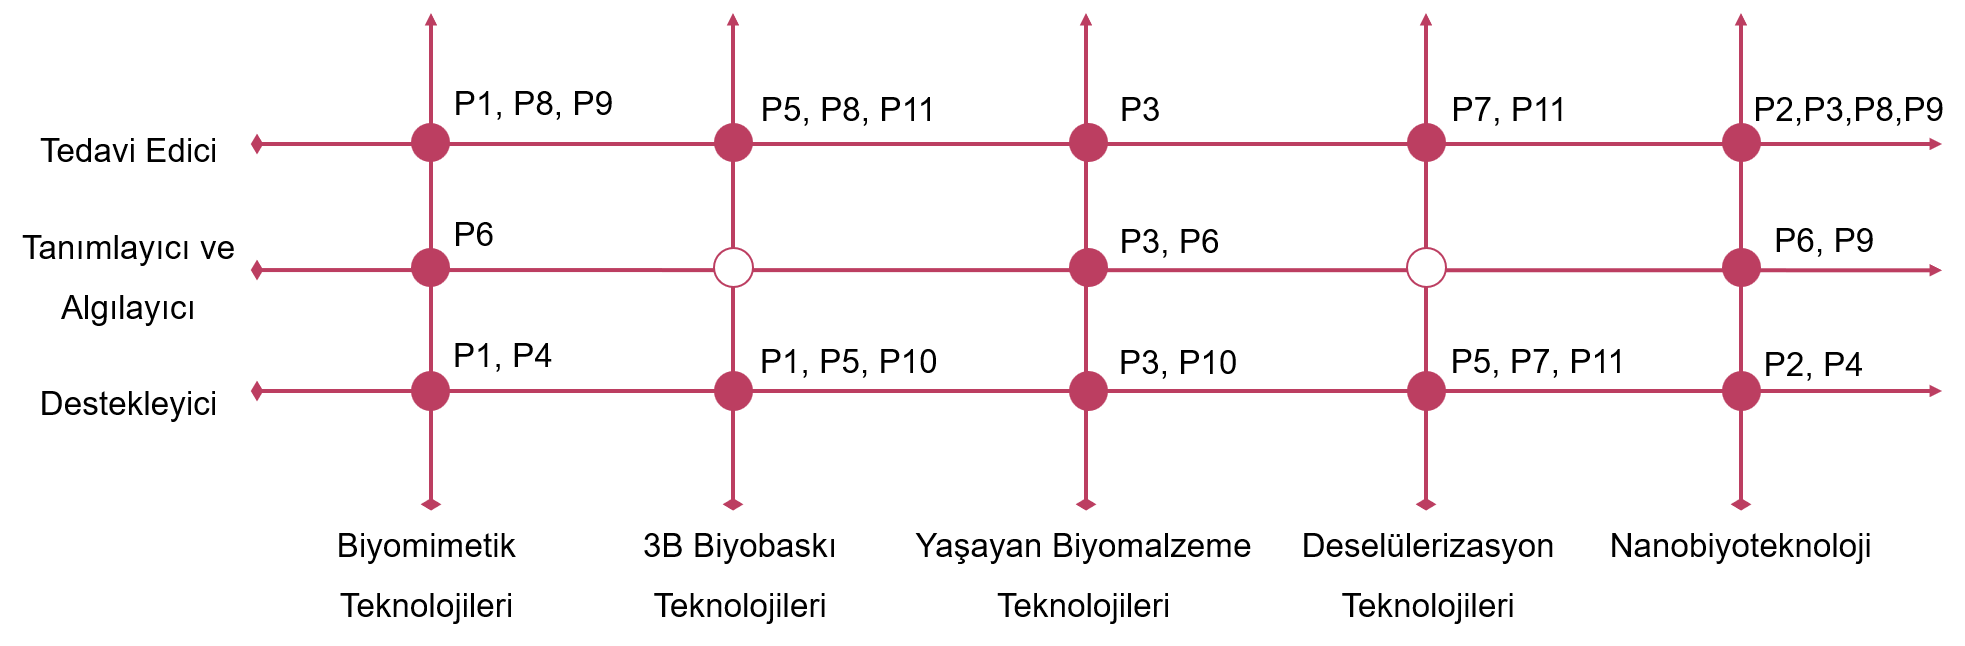 P1, P8, P9
P5, P8, P11
P3
P7, P11
P2,P3,P8,P9
Tedavi Edici
P6
P3, P6
P6, P9
Tanımlayıcı ve
Algılayıcı
P1, P4
P1, P5, P10
P3, P10
P5, P7, P11
P2, P4
Destekleyici
Biyomimetik
Teknolojileri
3B Biyobaskı
Teknolojileri
Yaşayan Biyomalzeme
Teknolojileri
Deselülerizasyon
Teknolojileri
Nanobiyoteknoloji